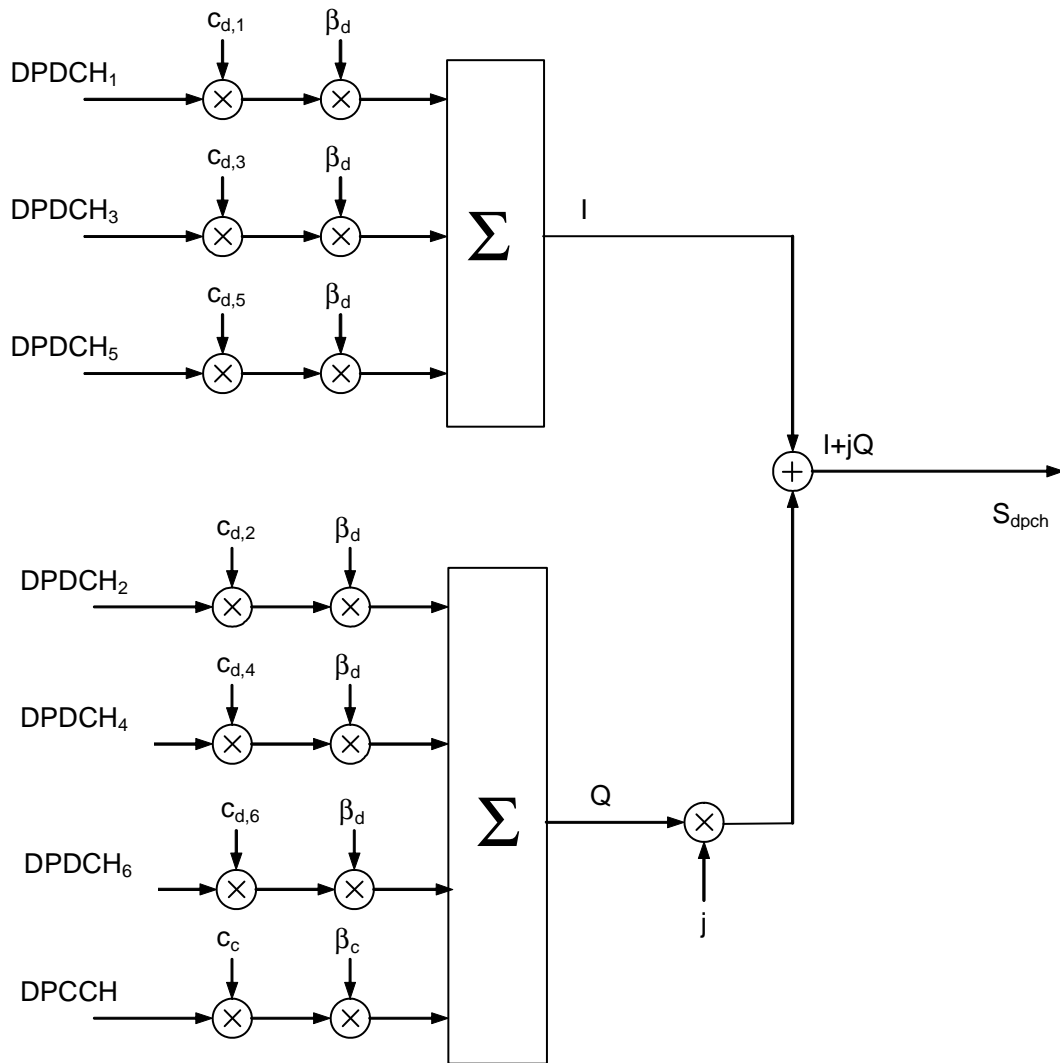 c_d,1 β_d
DPDCH_1
c_d,3 β_d
DPDCH_3
Σ
I
c_d,5 β_d
DPDCH_5
I+jQ
S_dpch
c_d,2 β_d
DPDCH_2
c_d,4 β_d
DPDCH_4
c_d,6 β_d
Σ
Q
DPDCH_6
j
c_c β_c
DPCCH